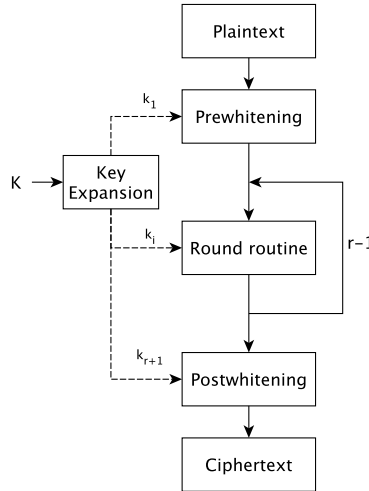 Plaintext
k1
Prewhitening
K
Key
Expansion
ki
Round routine
r-1
kr+1
Postwhitening
Ciphertext